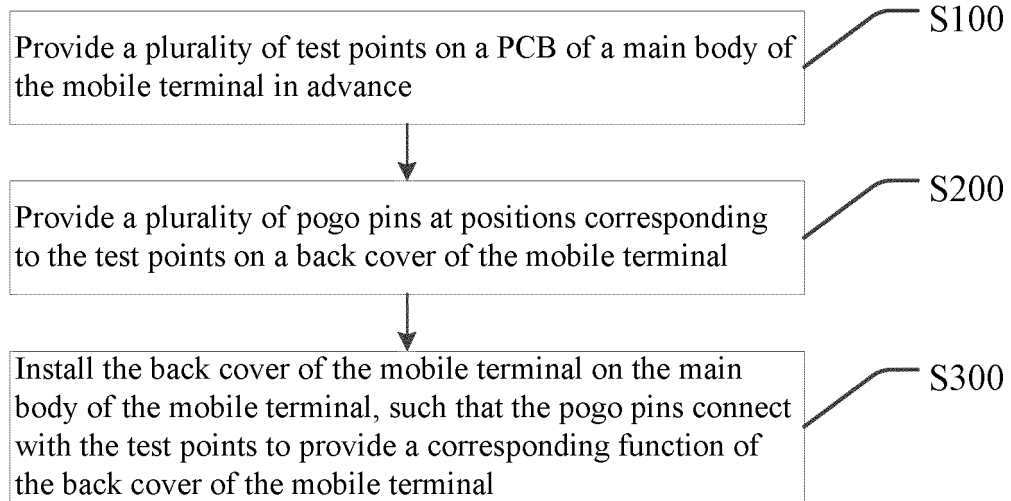 S100
Provide a plurality of test points on a PCB of a main body of
the mobile terminal in advance
S200
Provide a plurality of pogo pins at positions corresponding
to the test points on a back cover of the mobile terminal
S300
Install the back cover of the mobile terminal on the main
body of the mobile terminal, such that the pogo pins connect
with the test points to provide a corresponding function of
the back cover of the mobile terminal